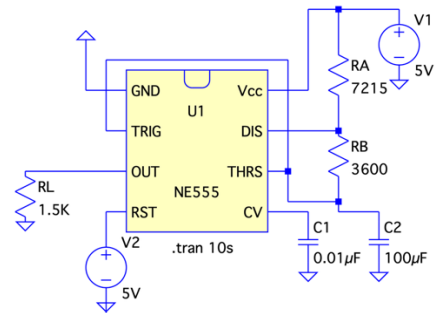 V1
5V
RA
7215
GND
U1
Vcc
TRIG
DIS
RB
3600
OUT
THRS
RL
1.5K
NE555
RST
CV
V2
5V
.tran 10s
C1
0.01µF
C2
100µF